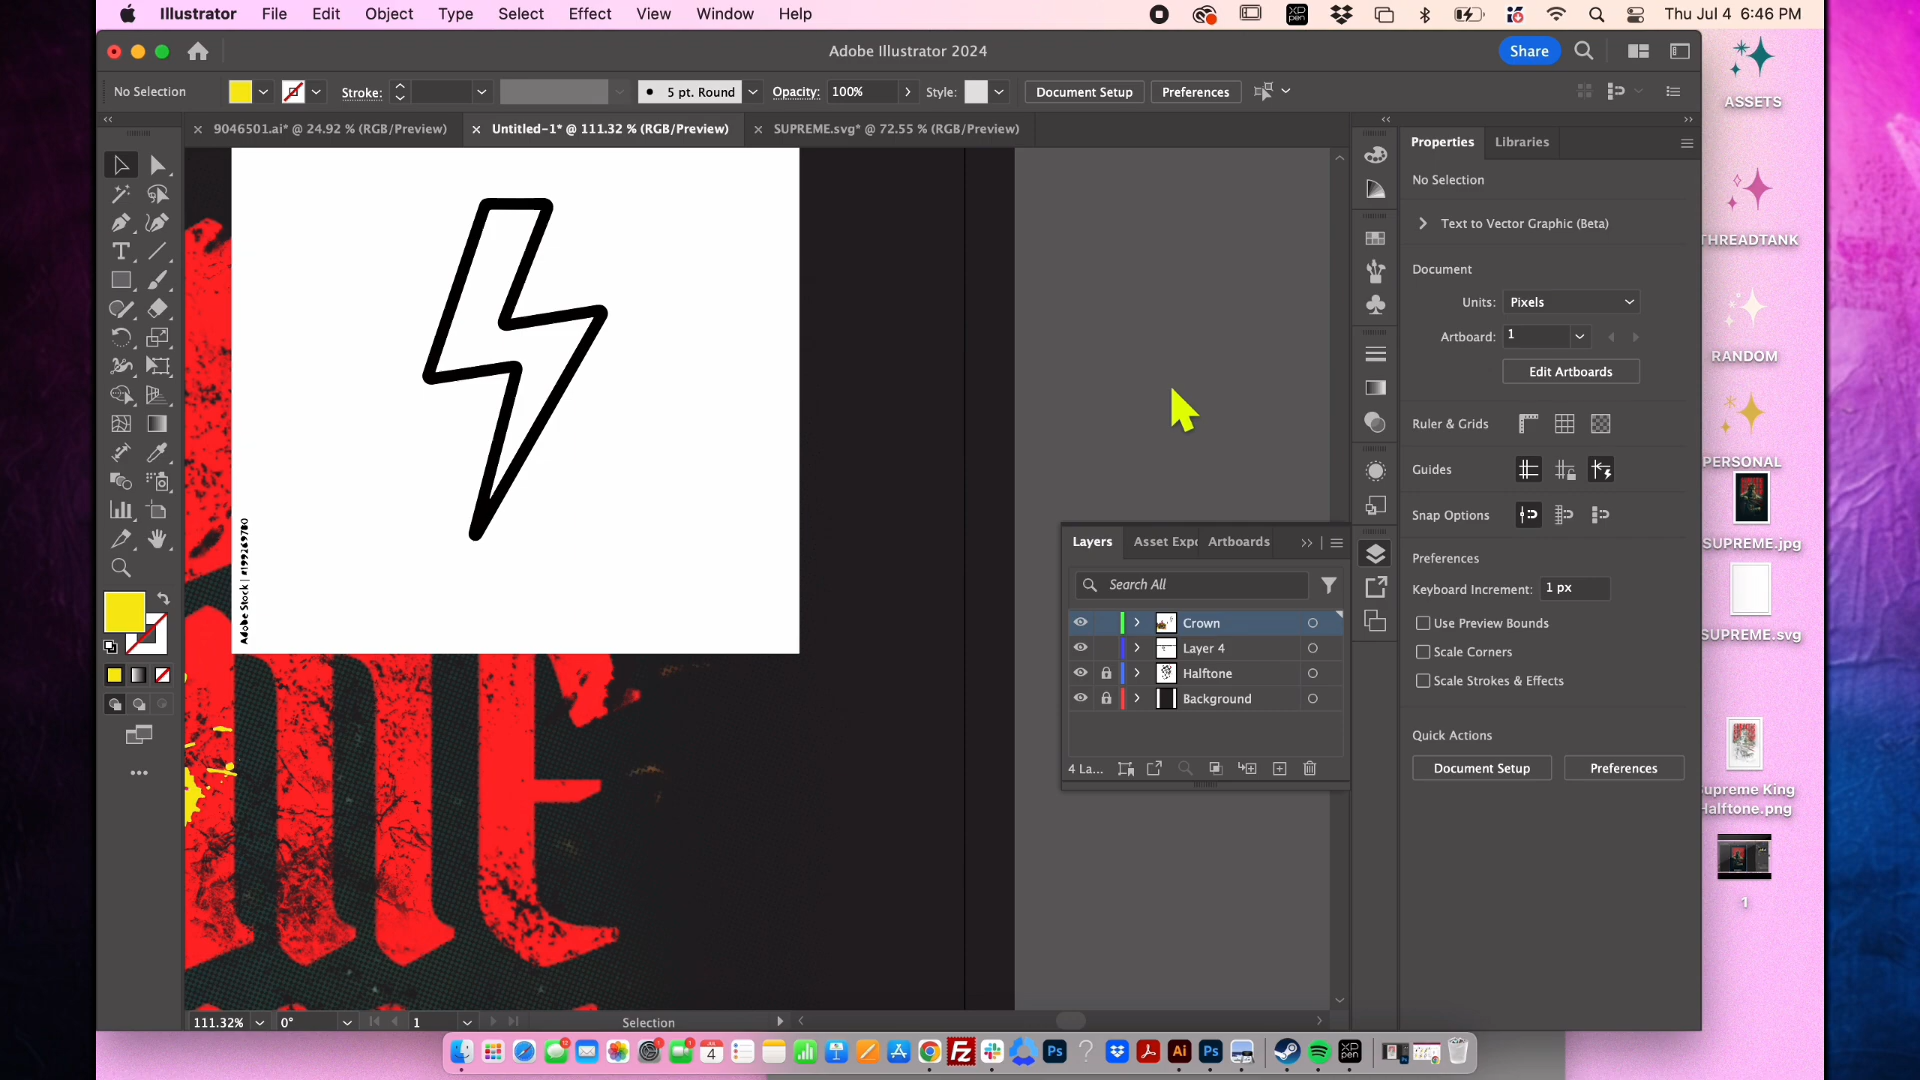 Illustrator File Edit Object Type Select Effect View Window Help
Thu Jul 4 6:46 PM
Adobe Illustrator 2024
Share
No Selection
Stroke:
5 pt. Round
Opacity: 100%
Style:
Document Setup
Preferences
9046501.ai* @ 24.92 % (RGB/Preview)
Untitled-1* @ 111.32 % (RGB/Preview)
SUPREME.svg* @ 72.55 % (RGB/Preview)
Adobe Stock | #199269780
Layers
Asset Expo
Artboards
Search All
Crown
Layer 4
Halftone
Background
4 La...
Properties
Libraries
No Selection
Text to Vector Graphic (Beta)
Document
Units: Pixels
Artboard: 1
Edit Artboards
Ruler & Grids
Guides
Snap Options
Preferences
Keyboard Increment: 1 px
Use Preview Bounds
Scale Corners
Scale Strokes & Effects
Quick Actions
Document Setup
Preferences
ASSETS
THREADTANK
RANDOM
PERSONAL
SUPREME.jpg
SUPREME.svg
Supreme King
Halftone.png
1
111.32%
0°
1
Selection